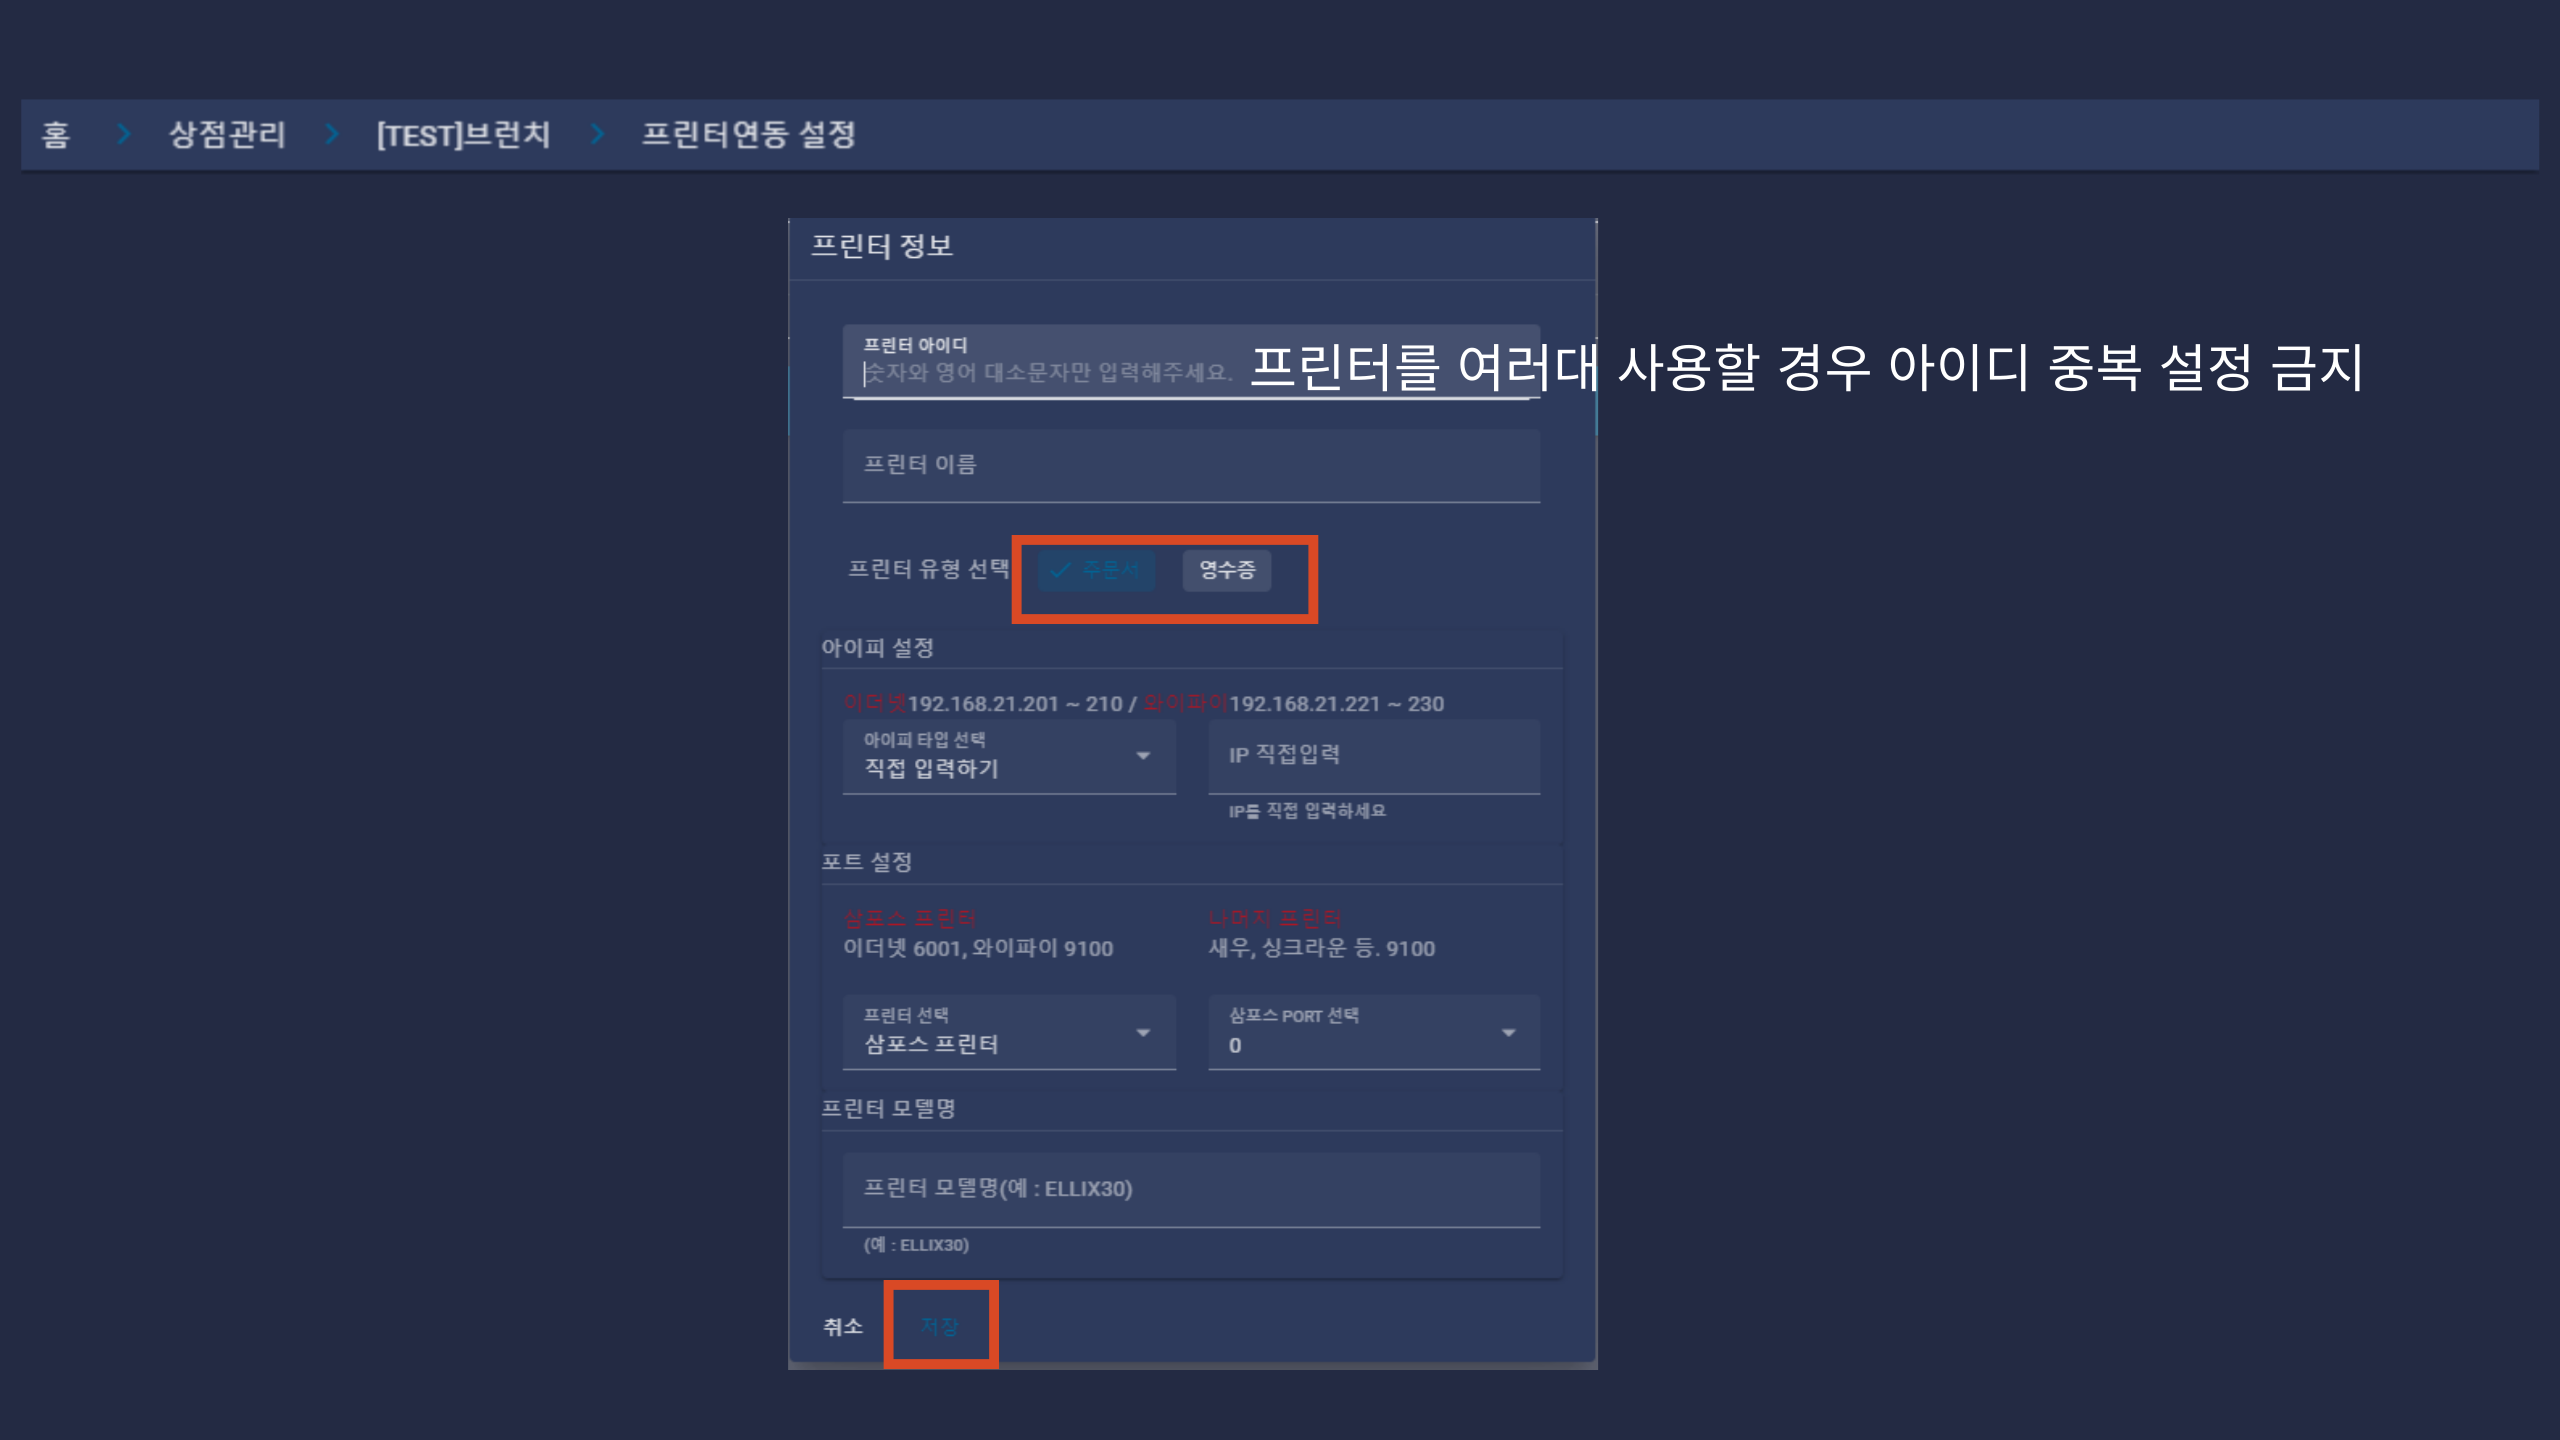 홈 > 상점관리 > [TEST]브런치 > 프린터연동 설정
프린터 정보
프린터 아이디
숫자와 영어 대소문자만 입력해주세요.
프린터를 여러대 사용할 경우 아이디 중복 설정 금지
프린터 이름
프린터 유형 선택 주문서 영수증
아이피 설정
이더넷192.168.21.201 ~ 210 / 와이파이192.168.21.221 ~ 230
아이피 타입 선택
직접 입력하기
IP 직접입력
IP를 직접 입력하세요
포트 설정
삼포스 프린터
이더넷 6001, 와이파이 9100
나머지 프린터
새우, 싱크라운 등. 9100
프린터 선택
삼포스 프린터
삼포스 PORT 선택
0
프린터 모델명
프린터 모델명(예 : ELLIX30)
(예 : ELLIX30)
취소 저장